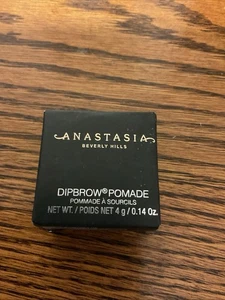 ANASTASIA
BEVERLY HILLS
DIPBROW® POMADE
POMMADE À SOURCILS
NET WT. / POIDS NET 4 g / 0.14 Oz.